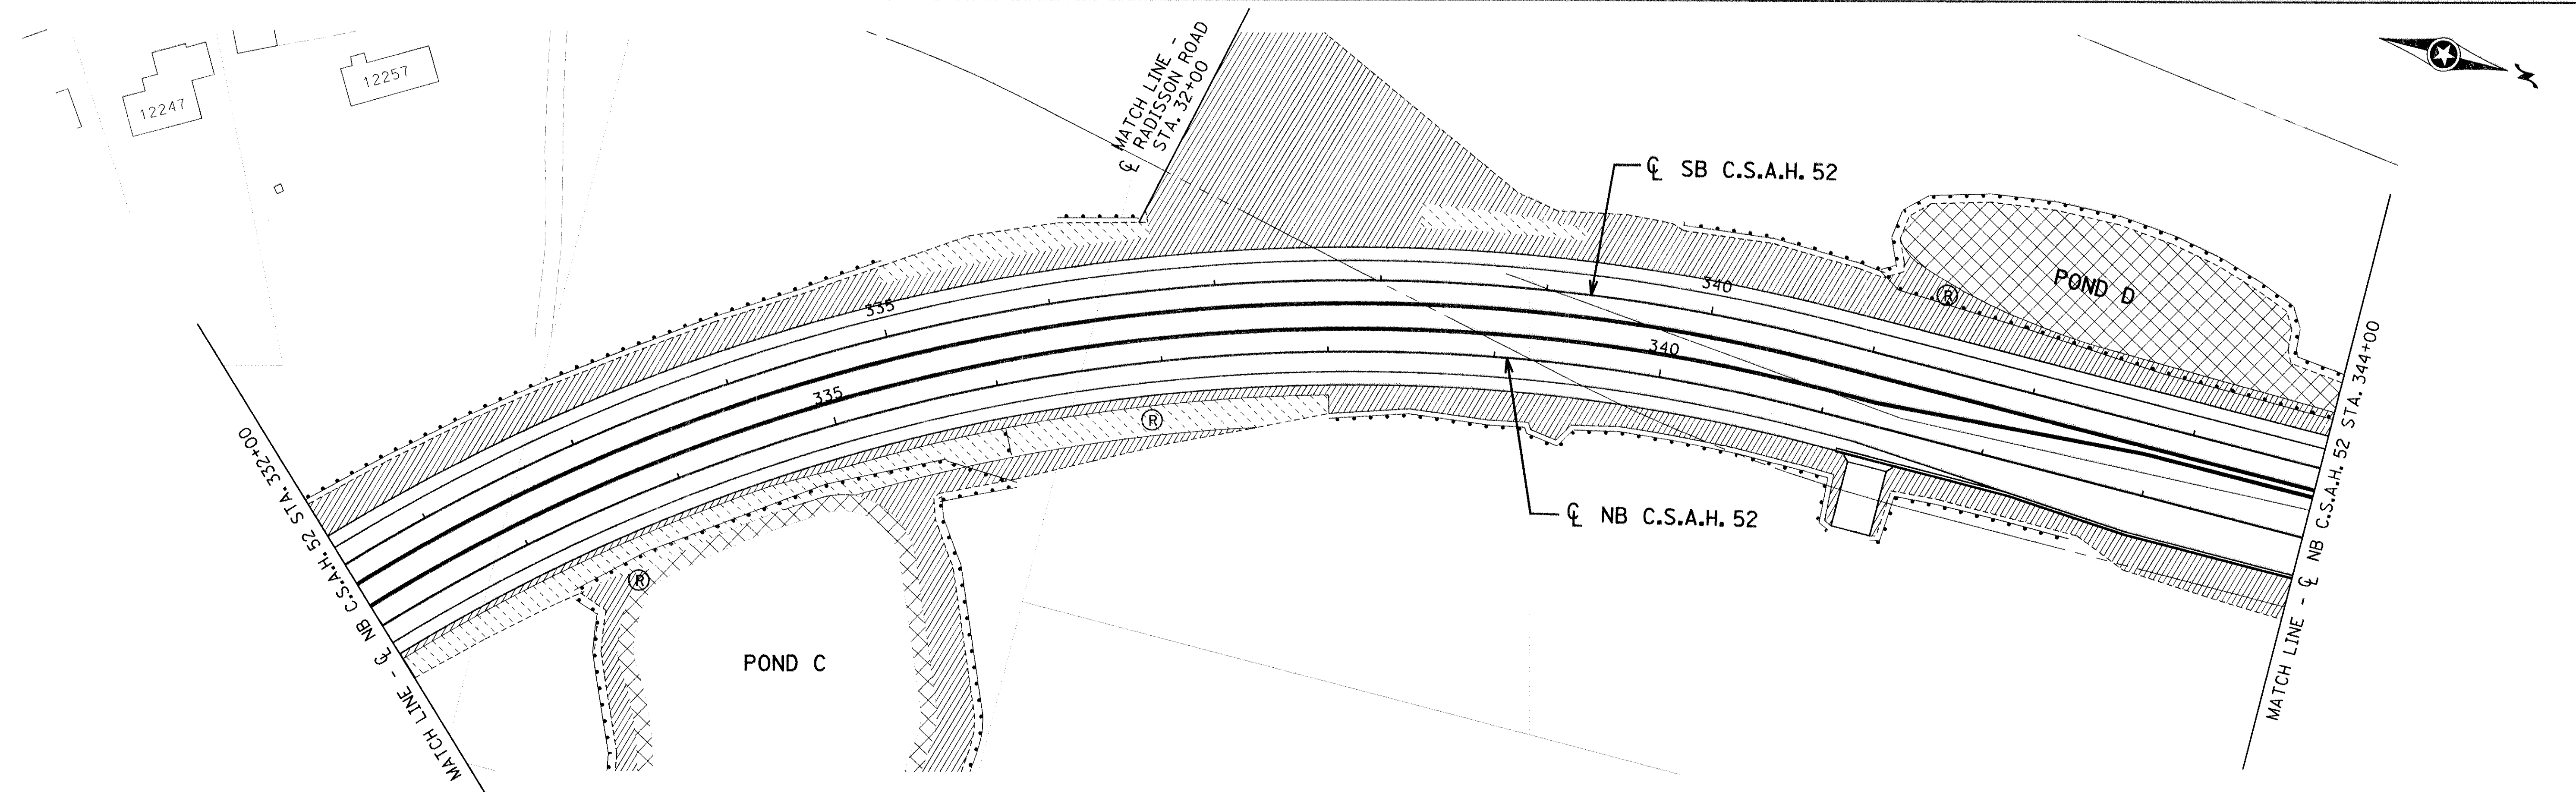 12247
12257
MATCH LINE -
℄ RADISSON ROAD
STA. 32+00
N
℄ SB C.S.A.H. 52
340
335
POND D
R
340
335
R
℄ NB C.S.A.H. 52
R
POND C
MATCH LINE - ℄ NB C.S.A.H. 52 STA. 332+00
MATCH LINE - ℄ NB C.S.A.H. 52 STA. 344+00